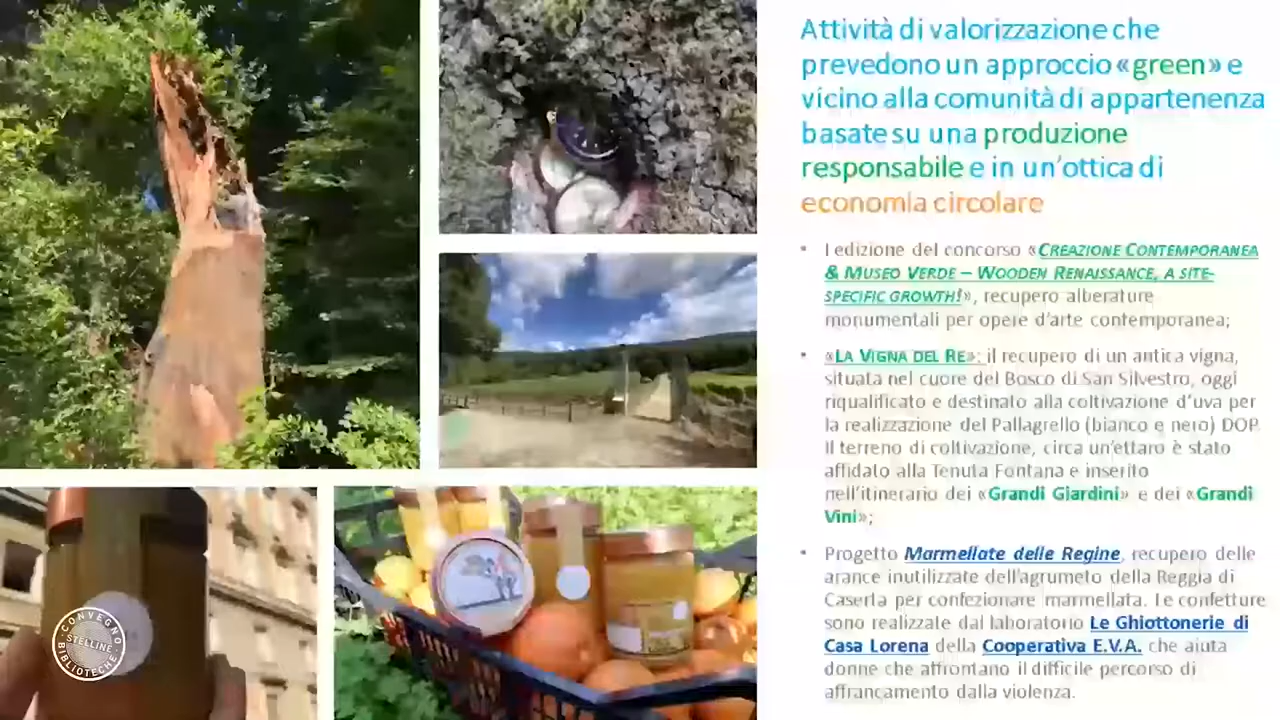 Attività di valorizzazione che
prevedono un approccio «green» e
vicino alla comunità di appartenenza
basate su una produzione
responsabile e in un'ottica di
economia circolare
• I edizione del concorso «CREAZIONE CONTEMPORANEA
& MUSEO VERDE – WOODEN RENAISSANCE, A SITE-
SPECIFIC GROWTH!», recupero alberature
monumentali per opere d'arte contemporanea;
• «LA VIGNA DEL RE»: il recupero di un antica vigna,
situata nel cuore del Bosco di San Silvestro, oggi
riqualificato e destinato alla coltivazione d'uva per
la realizzazione del Pallagrello (bianco e nero) DOP.
Il terreno di coltivazione, circa un'ettaro è stato
affidato alla Tenuta Fontana e inserito
nell'itinerario dei «Grandi Giardini» e dei «Grandi
Vini»;
• Progetto Marmellate delle Regine, recupero delle
arance inutilizzate dell'agrumeto della Reggia di
Caserta per confezionare marmellata. Le confetture
sono realizzate dal laboratorio Le Ghiottonerie di
Casa Lorena della Cooperativa E.V.A. che aiuta
donne che affrontano il difficile percorso di
affrancamento dalla violenza.
CONVEGNO
STELLINE
BIBLIOTECHE